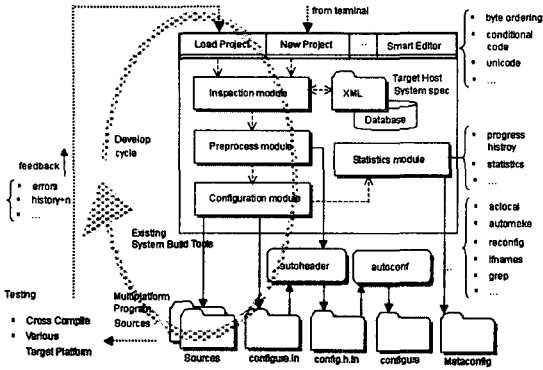 from terminal
Load Project
New Project
...
Smart Editor
• byte ordering
• conditional
code
• unicode
• ...
Inspection module
XML
Target Host
System spec
Database
Develop
cycle
Preprocess module
Statistics module
• progress
histroy
• statistics
• ...
feedback
• errors
• history+n
• ...
Configuration module
Existing
System Build Tools
• aclocal
• automeke
• reconfig
• ifnames
• grep
• ...
autoheader
autoconf
...
Testing
• Cross Compile
• Various
Target Platform
Multiplatform
Program
Sources
Sources
configure.in
config.h.in
configure
Mataconfig